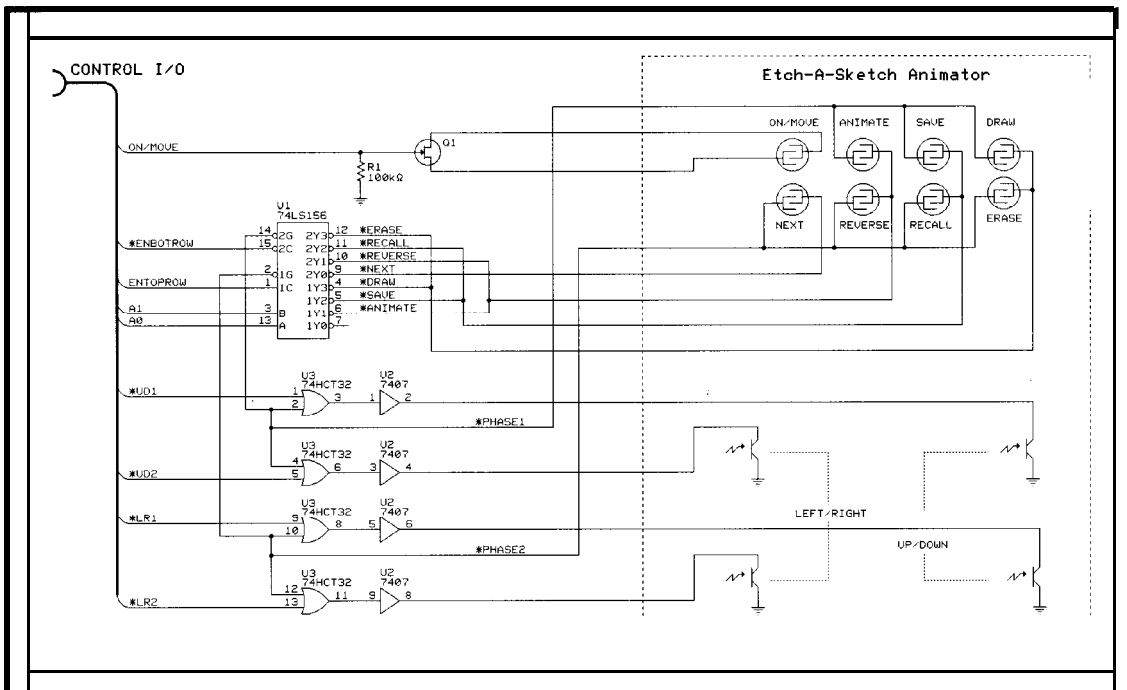 CONTROL I/O
Etch-A-Sketch Animator
ON/MOVE ANIMATE SAVE DRAW
ON/MOVE
Q1
R1
100kΩ
U1
74LS156
NEXT REVERSE RECALL ERASE
14 2G 2Y3 12 *ERASE
*ENBOTROW 15 2C 2Y2 11 *RECALL
2Y1 10 *REVERSE
2 1G 2Y0 9 *NEXT
ENTOPROW 1 1C 1Y3 4 *DRAW
1Y2 5 *SAVE
A1 3 B 1Y1 6 *ANIMATE
A0 13 A 1Y0 7
U3 U2
74HCT32 7407
*UD1 1 2 3 1 2
*PHASE1
U3 U2
74HCT32 7407
*UD2 4 5 6 3 4
U3 U2
74HCT32 7407
*LR1 9 10 8 5 6
LEFT/RIGHT
*PHASE2
UP/DOWN
U3 U2
74HCT32 7407
*LR2 12 13 11 9 8